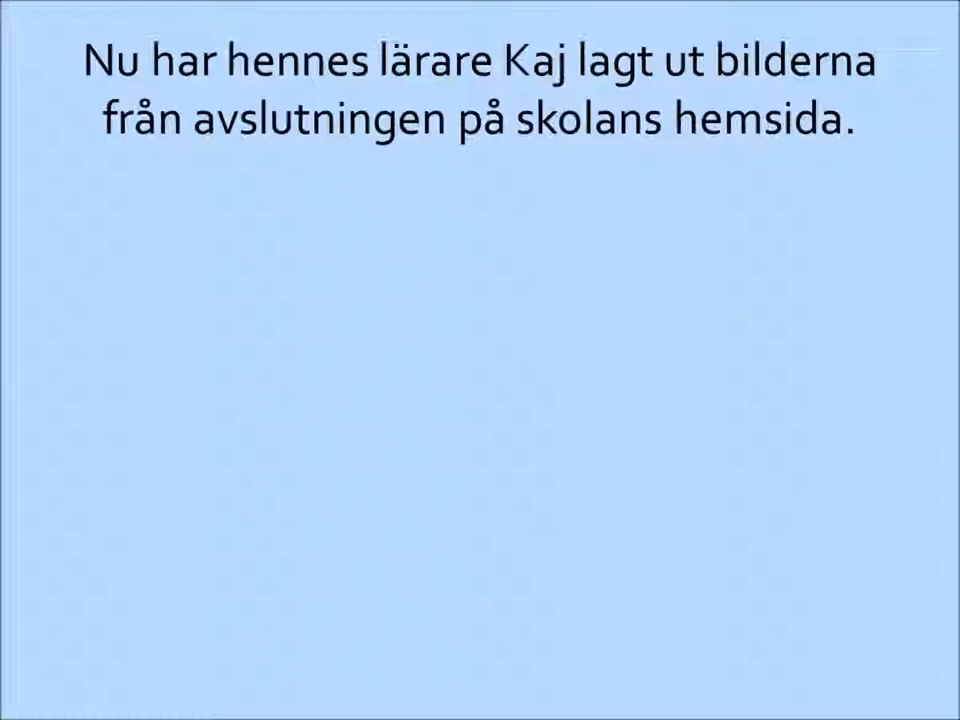 Nu har hennes lärare Kaj lagt ut bilderna
från avslutningen på skolans hemsida.